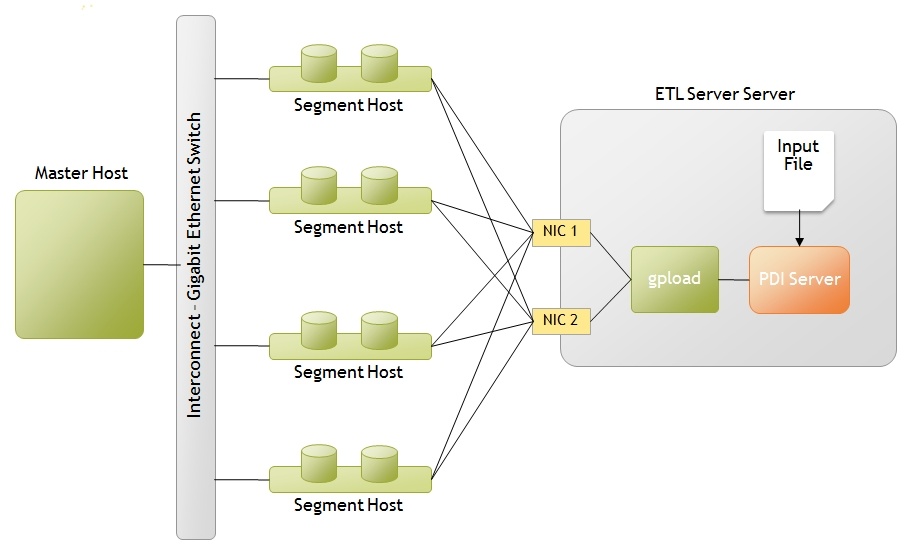 Master Host
Interconnect – Gigabit Ethernet Switch
Segment Host
Segment Host
Segment Host
Segment Host
NIC 1
NIC 2
ETL Server Server
Input
File
gpload
PDI Server